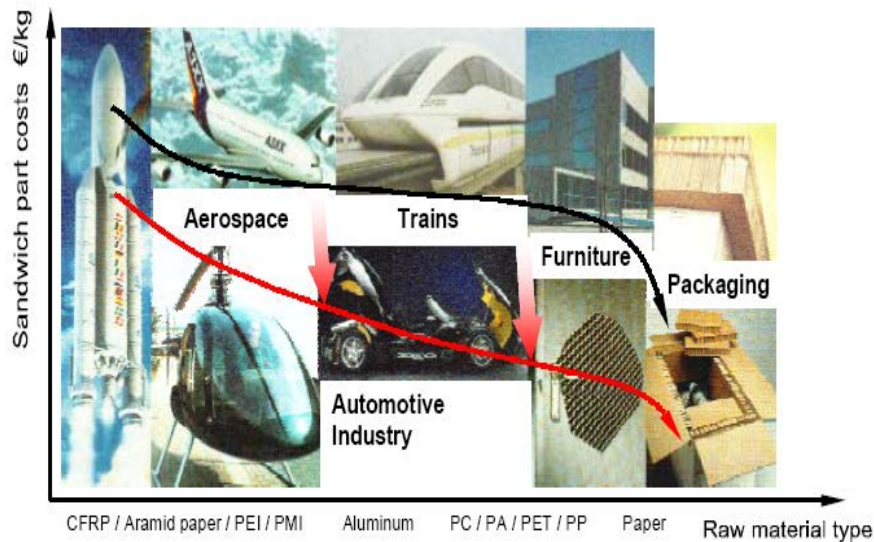 Sandwich part costs €/kg
Aerospace
Trains
Furniture
Packaging
Automotive
Industry
CFRP / Aramid paper / PEI / PMI
Aluminum
PC / PA / PET / PP
Paper
Raw material type